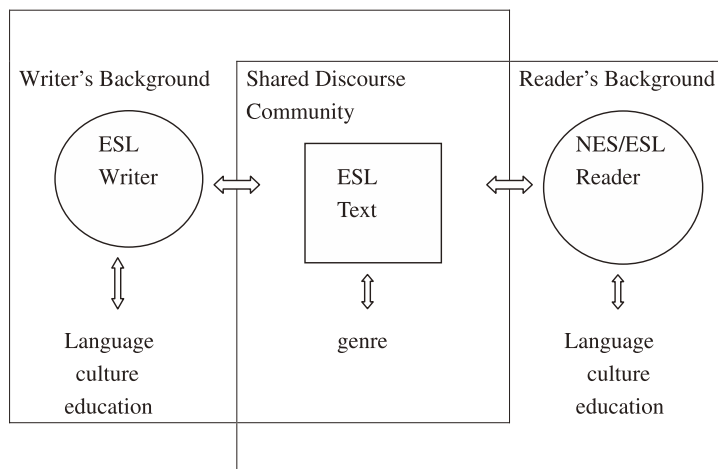 Writer's Background
ESL
Writer
Language
culture
education
Shared Discourse
Community
ESL
Text
genre
Reader's Background
NES/ESL
Reader
Language
culture
education